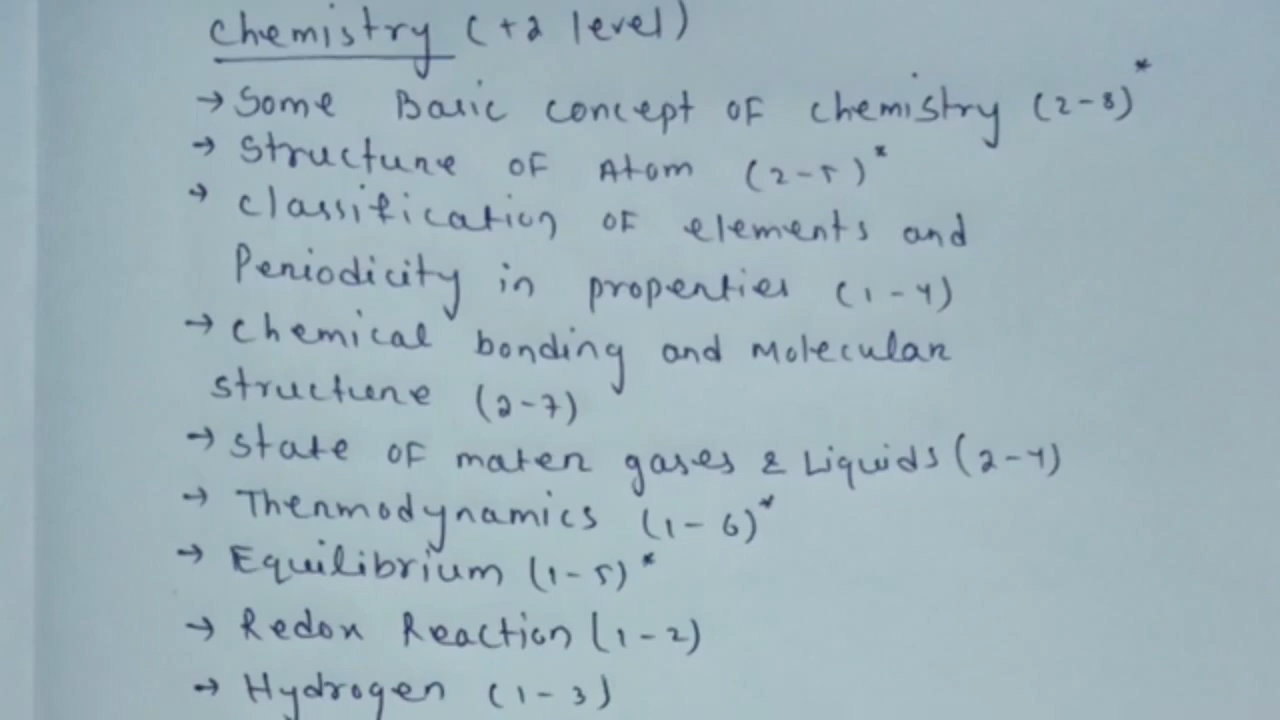 Chemistry (+2 level)
→ Some Basic concept OF chemistry (2-8)*
→ Structure OF Atom (2-5)*
→ classification OF elements and
Periodicity in properties (1-4)
→ chemical bonding and Molecular
structure (2-7)
→ state OF mater gases & Liquids (2-4)
→ Thermodynamics (1-6)*
→ Equilibrium (1-5)*
→ Redox Reaction (1-2)
→ Hydrogen (1-3)